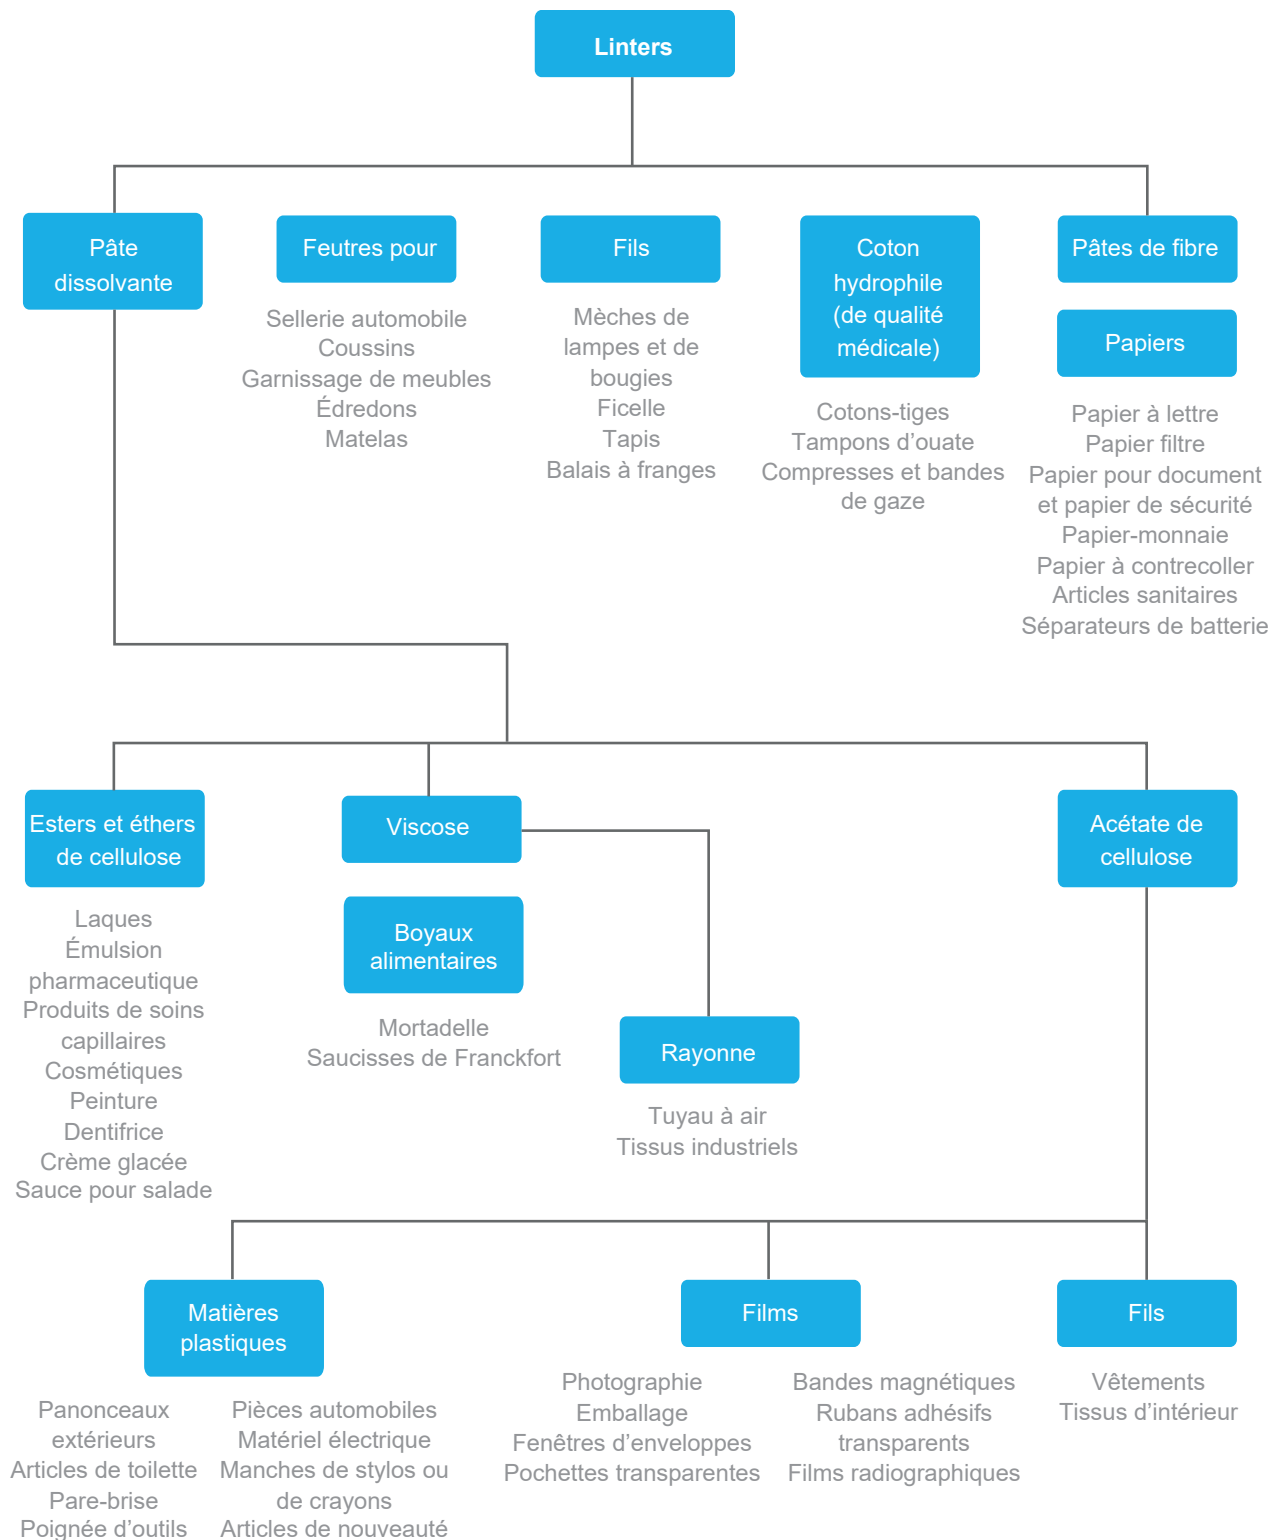 Linters
Pâte
dissolvante
Feutres pour
Sellerie automobile
Coussins
Garnissage de meubles
Édredons
Matelas
Fils
Mèches de
lampes et de
bougies
Ficelle
Tapis
Balais à franges
Coton
hydrophile
(de qualité
médicale)
Cotons-tiges
Tampons d’ouate
Compresses et bandes
de gaze
Pâtes de fibre
Papiers
Papier à lettre
Papier filtre
Papier pour document
et papier de sécurité
Papier-monnaie
Papier à contrecoller
Articles sanitaires
Séparateurs de batterie
Esters et éthers
de cellulose
Laques
Émulsion
pharmaceutique
Produits de soins
capillaires
Cosmétiques
Peinture
Dentifrice
Crème glacée
Sauce pour salade
Viscose
Boyaux
alimentaires
Mortadelle
Saucisses de Franckfort
Rayonne
Tuyau à air
Tissus industriels
Acétate de
cellulose
Matières
plastiques
Panonceaux
extérieurs
Articles de toilette
Pare-brise
Poignée d’outils
Pièces automobiles
Matériel électrique
Manches de stylos ou
de crayons
Articles de nouveauté
Films
Photographie
Emballage
Fenêtres d’enveloppes
Pochettes transparentes
Bandes magnétiques
Rubans adhésifs
transparents
Films radiographiques
Fils
Vêtements
Tissus d’intérieur